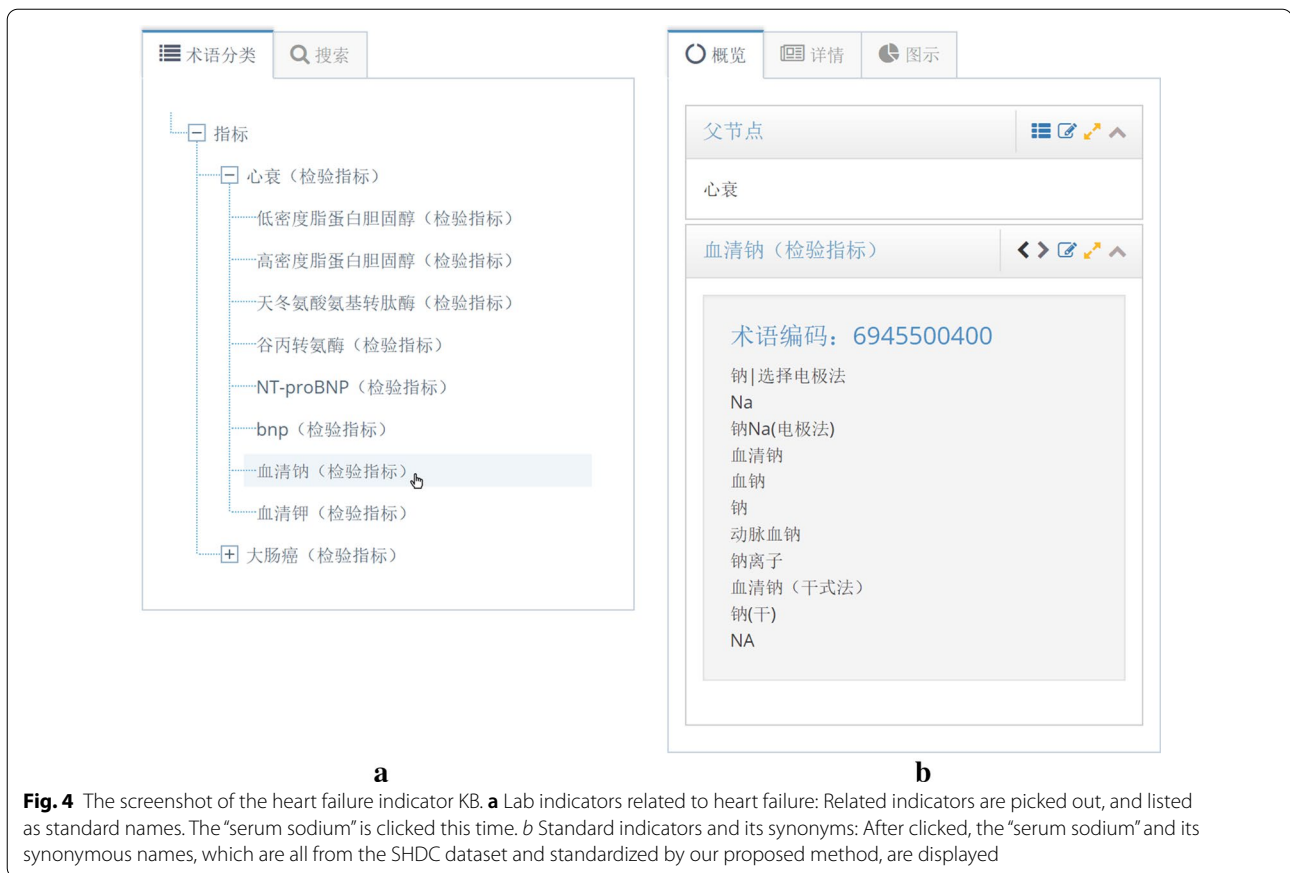 术语分类 搜索
指标
心衰（检验指标）
低密度脂蛋白胆固醇（检验指标）
高密度脂蛋白胆固醇（检验指标）
天冬氨酸氨基转肽酶（检验指标）
谷丙转氨酶（检验指标）
NT-proBNP（检验指标）
bnp（检验指标）
血清钠（检验指标）
血清钾（检验指标）
大肠癌（检验指标）
a
概览 详情 图示
父节点
心衰
血清钠（检验指标）
术语编码：6945500400
钠|选择电极法
Na
钠Na(电极法)
血清钠
血钠
钠
动脉血钠
钠离子
血清钠（干式法）
钠(干)
NA
b
Fig. 4 The screenshot of the heart failure indicator KB. a Lab indicators related to heart failure: Related indicators are picked out, and listed
as standard names. The “serum sodium” is clicked this time. b Standard indicators and its synonyms: After clicked, the “serum sodium” and its
synonymous names, which are all from the SHDC dataset and standardized by our proposed method, are displayed